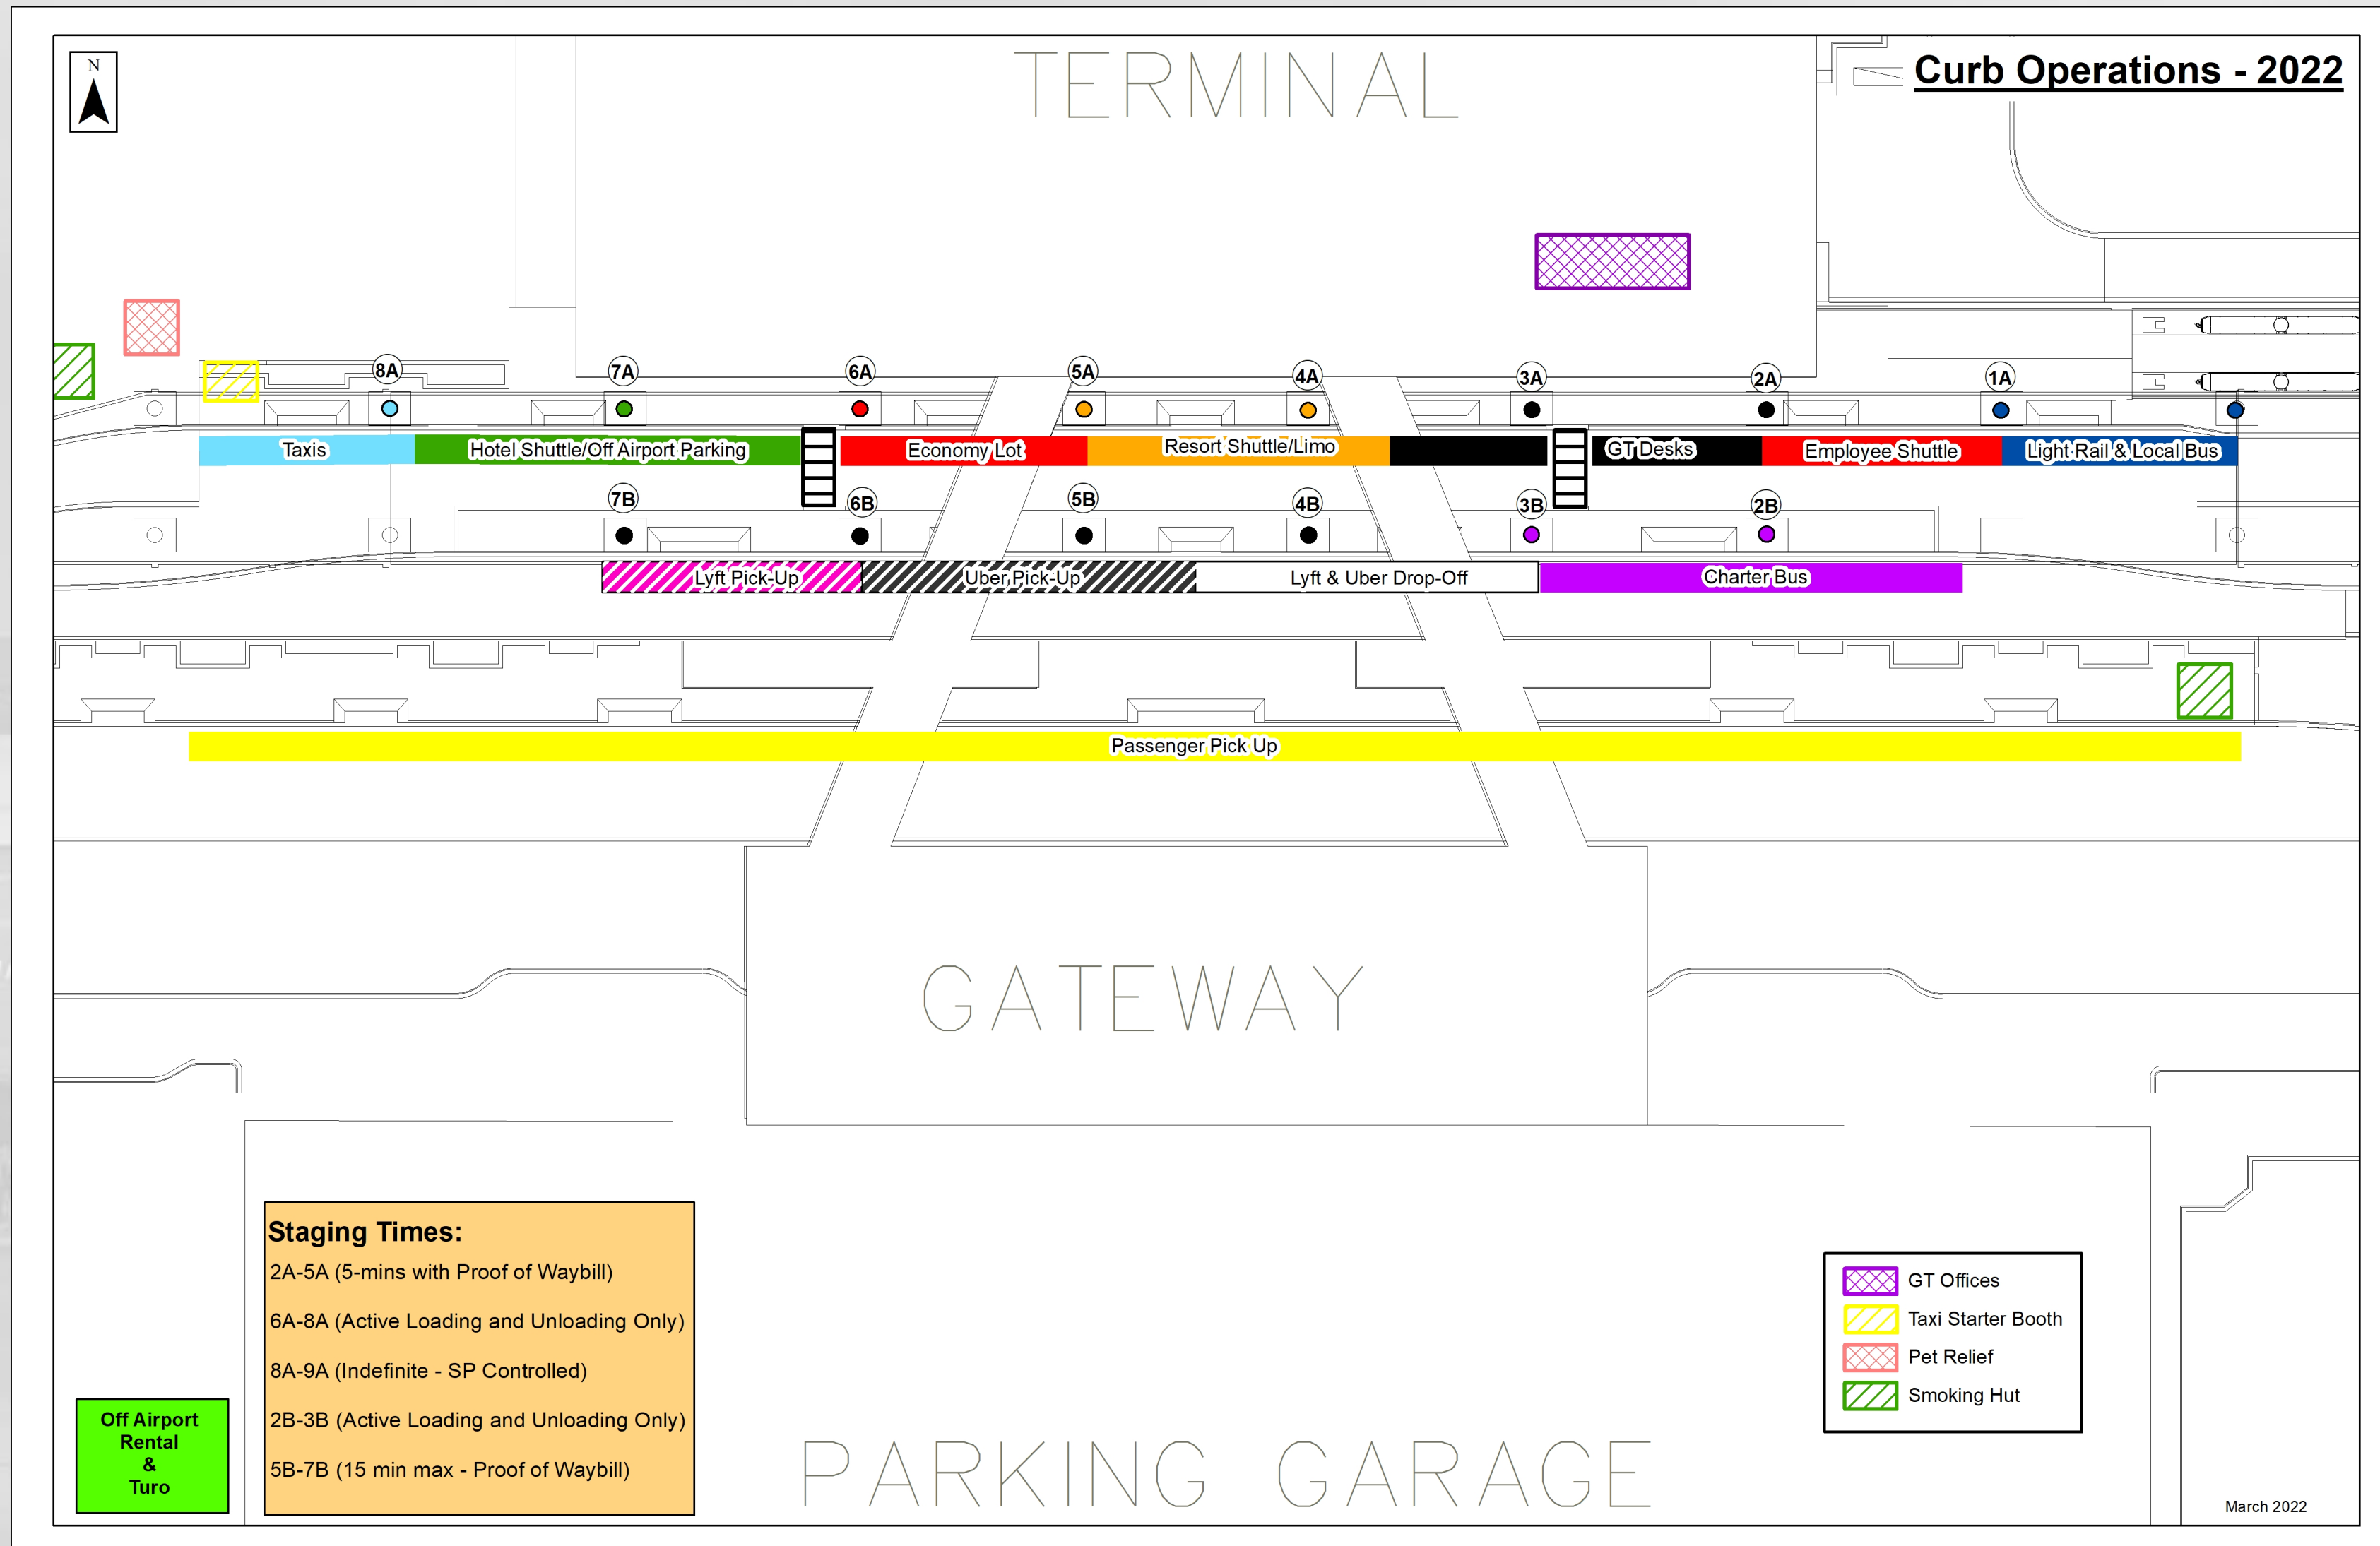 N
TERMINAL
Curb Operations - 2022
8A
7A
6A
5A
4A
3A
2A
1A
Taxis
Hotel Shuttle/Off Airport Parking
Economy Lot
Resort Shuttle/Limo
GT Desks
Employee Shuttle
Light Rail & Local Bus
7B
6B
5B
4B
3B
2B
Lyft Pick-Up
Uber Pick-Up
Lyft & Uber Drop-Off
Charter Bus
Passenger Pick Up
GATEWAY
Staging Times:
2A-5A (5-mins with Proof of Waybill)
6A-8A (Active Loading and Unloading Only)
8A-9A (Indefinite - SP Controlled)
2B-3B (Active Loading and Unloading Only)
5B-7B (15 min max - Proof of Waybill)
Off Airport
Rental
&
Turo
GT Offices
Taxi Starter Booth
Pet Relief
Smoking Hut
PARKING GARAGE
March 2022